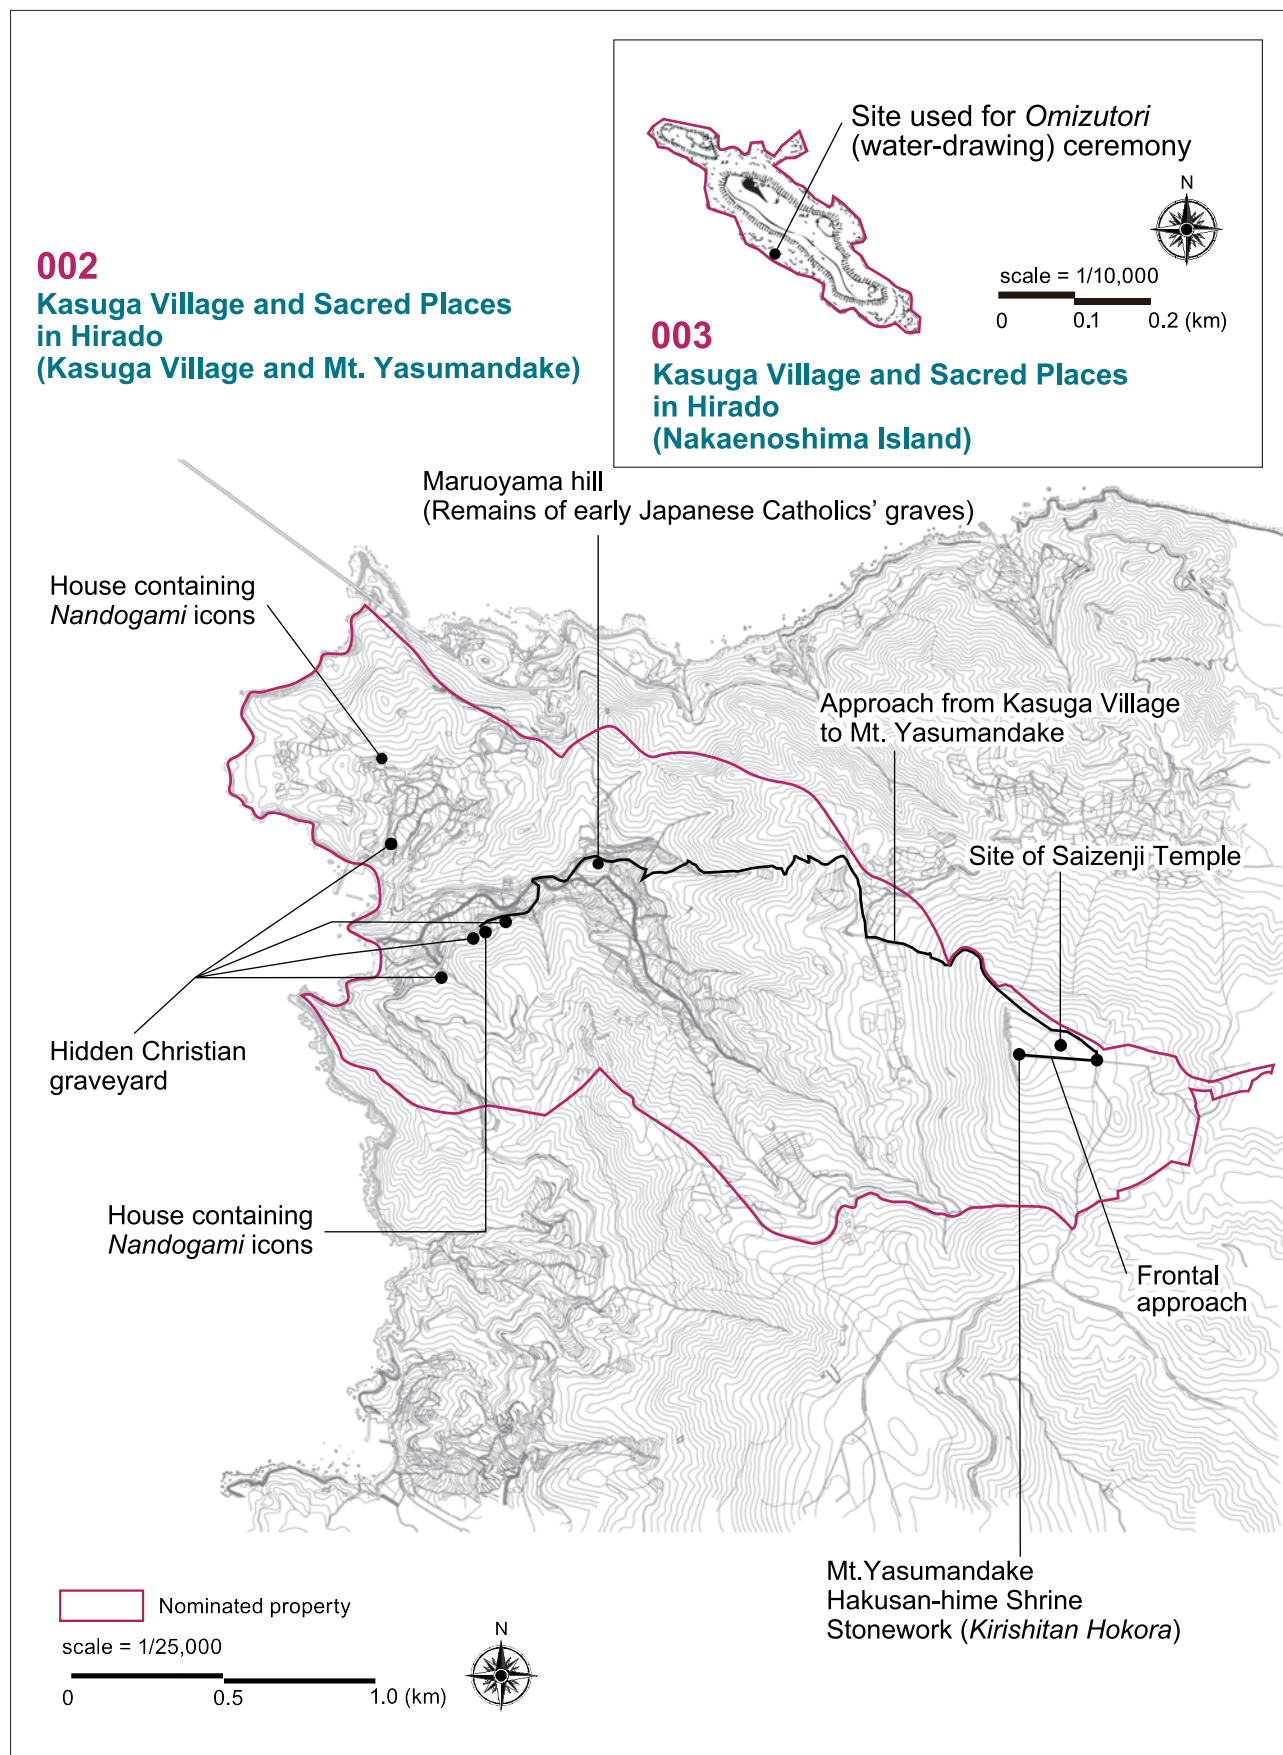 Site used for Omizutori
(water-drawing) ceremony
N
scale = 1/10,000
0 0.1 0.2 (km)
003
Kasuga Village and Sacred Places
in Hirado
(Nakaenoshima Island)
002
Kasuga Village and Sacred Places
in Hirado
(Kasuga Village and Mt. Yasumandake)
Maruoyama hill
(Remains of early Japanese Catholics’ graves)
House containing
Nandogami icons
Approach from Kasuga Village
to Mt. Yasumandake
Site of Saizenji Temple
Hidden Christian
graveyard
House containing
Nandogami icons
Frontal
approach
Mt.Yasumandake
Hakusan-hime Shrine
Stonework (Kirishitan Hokora)
Nominated property
scale = 1/25,000
0 0.5 1.0 (km)
N